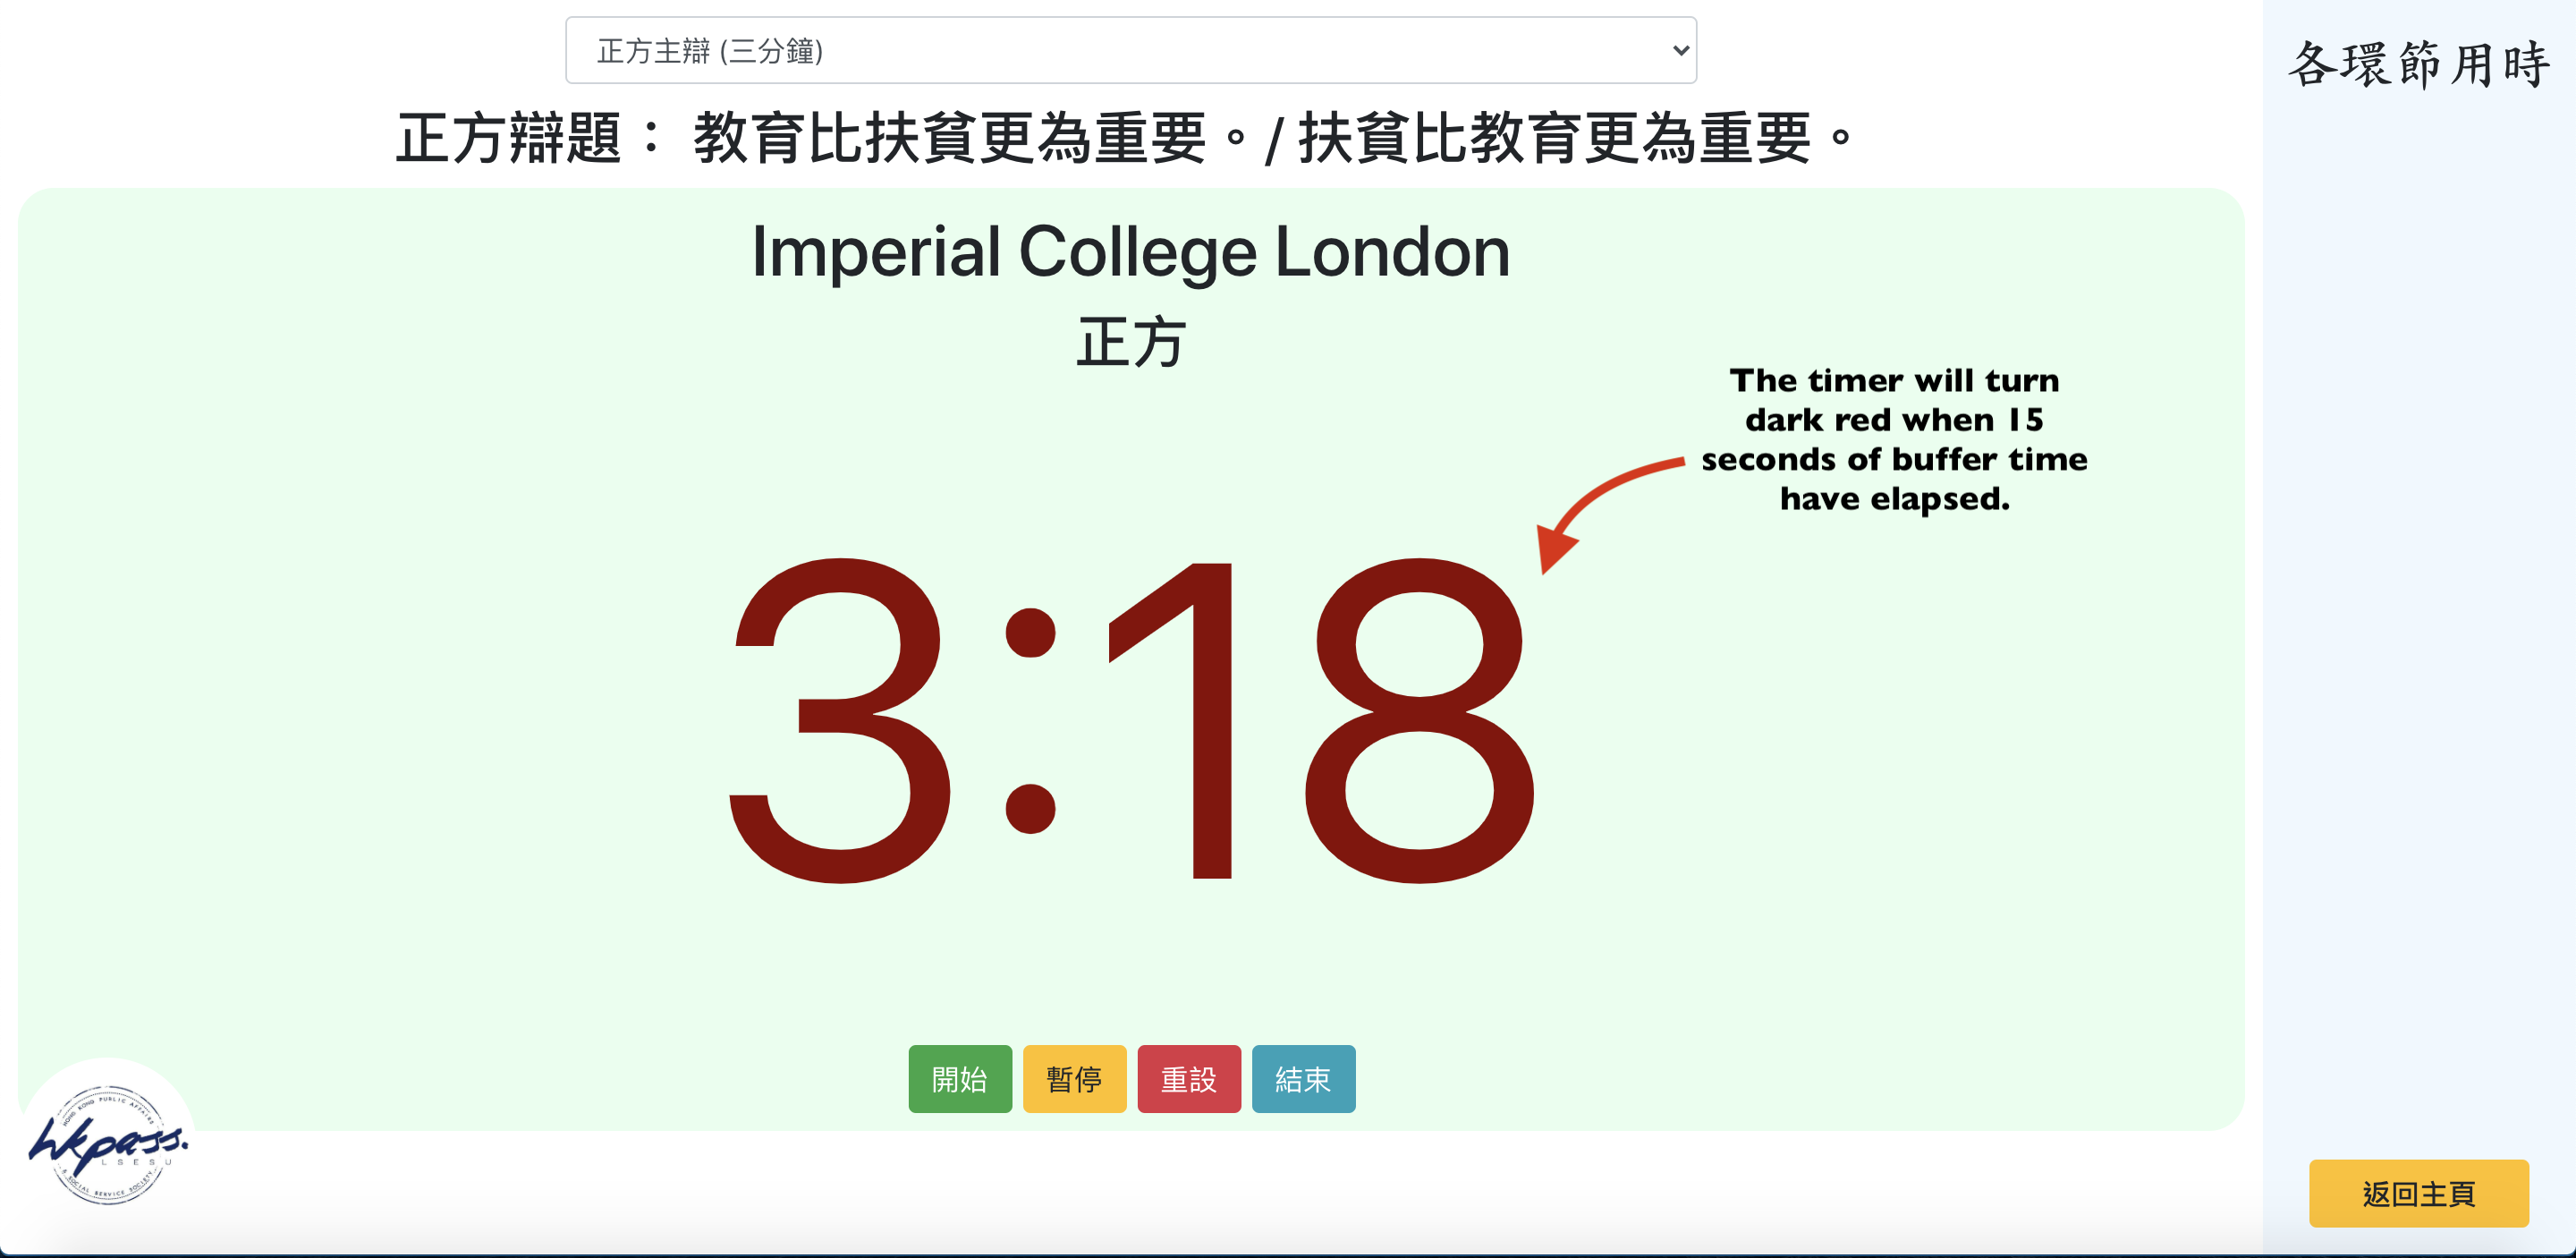 正方主辯 (三分鐘)
各環節用時
正方辯題： 教育比扶貧更為重要。/ 扶貧比教育更為重要。
Imperial College London
正方
The timer will turn
dark red when 15
seconds of buffer time
have elapsed.
3:18
開始
暫停
重設
結束
HONG KONG PUBLIC AFFAIRS
hkpass.
LSESU
& SOCIAL SERVICE SOCIETY
返回主頁